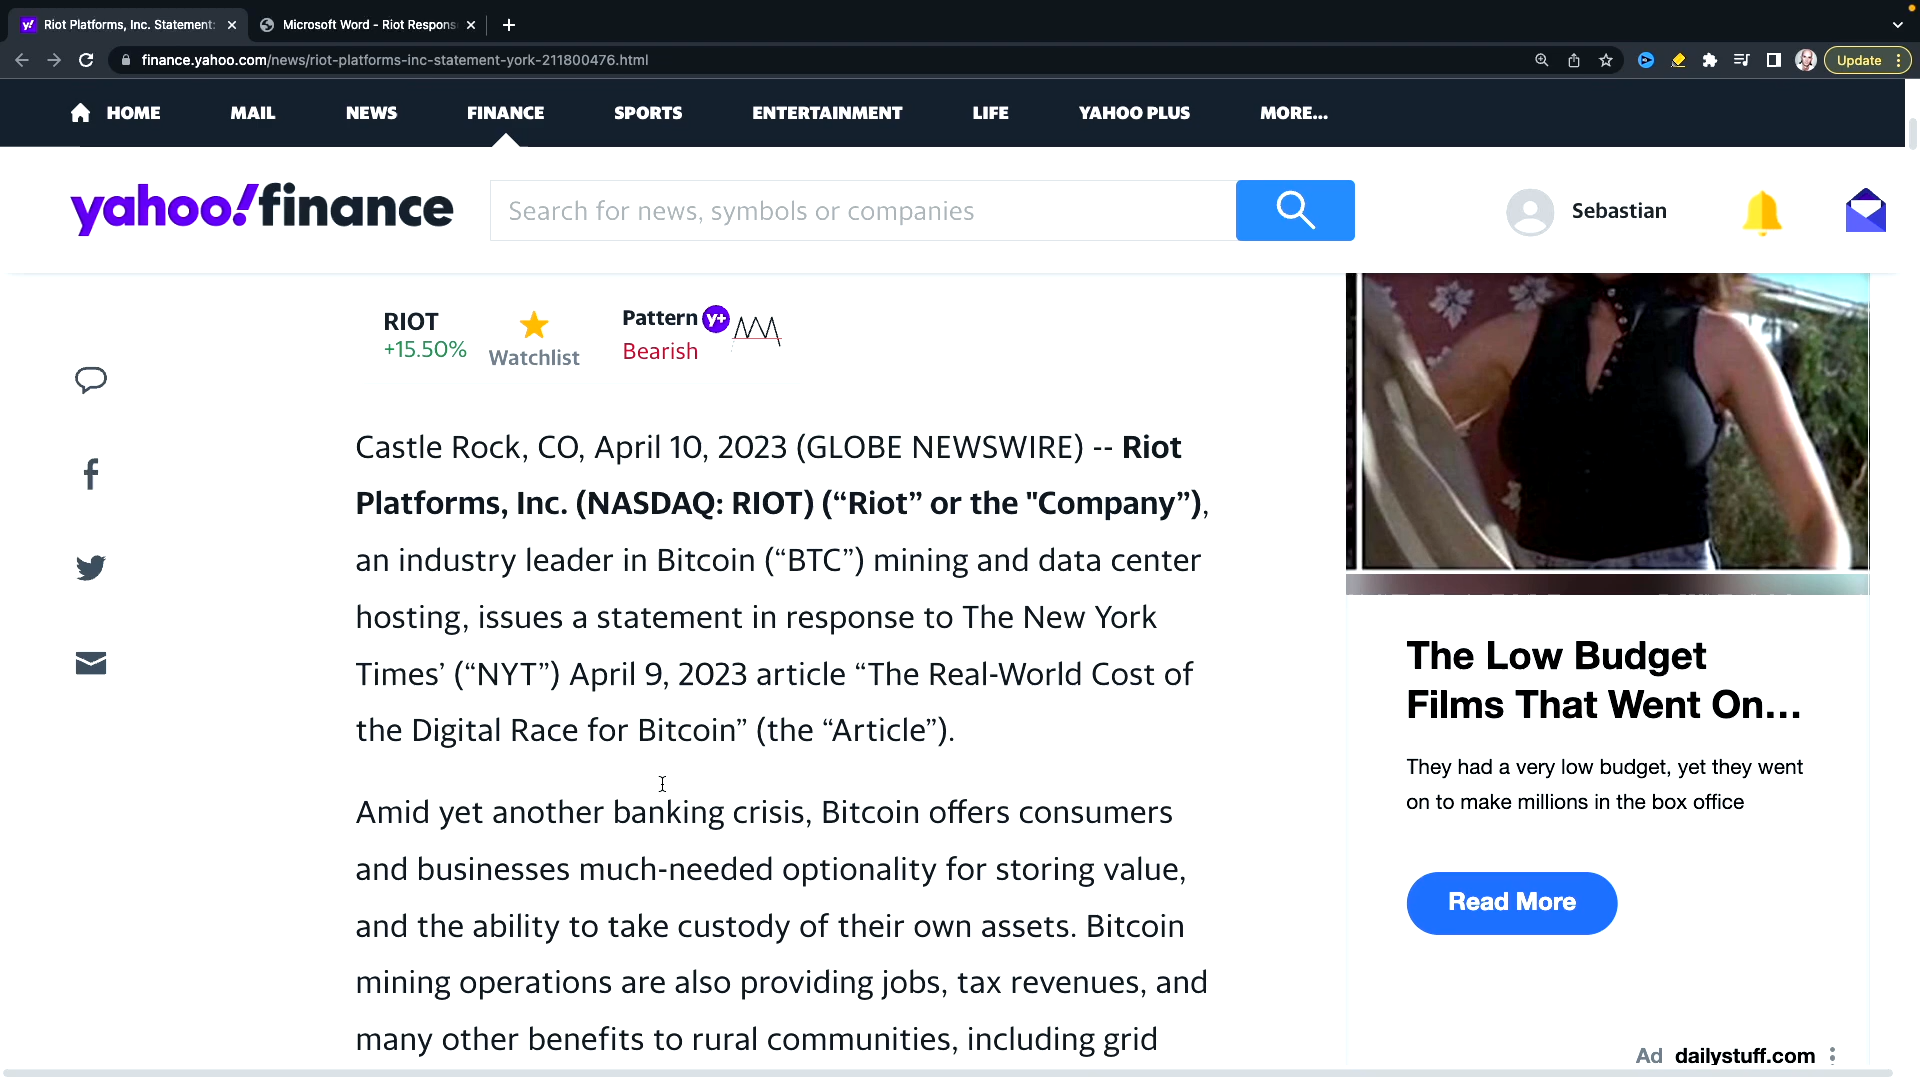 Riot Platforms, Inc. Statement:
Microsoft Word - Riot Respons
finance.yahoo.com/news/riot-platforms-inc-statement-york-211800476.html
Update
HOME MAIL NEWS FINANCE SPORTS ENTERTAINMENT LIFE YAHOO PLUS MORE...
yahoo!finance
Search for news, symbols or companies
Sebastian
RIOT
+15.50%
Watchlist
Pattern y+
Bearish
Castle Rock, CO, April 10, 2023 (GLOBE NEWSWIRE) -- Riot
Platforms, Inc. (NASDAQ: RIOT) (“Riot” or the "Company”),
an industry leader in Bitcoin (“BTC”) mining and data center
hosting, issues a statement in response to The New York
Times’ (“NYT”) April 9, 2023 article “The Real-World Cost of
the Digital Race for Bitcoin” (the “Article”).
Amid yet another banking crisis, Bitcoin offers consumers
and businesses much-needed optionality for storing value,
and the ability to take custody of their own assets. Bitcoin
mining operations are also providing jobs, tax revenues, and
many other benefits to rural communities, including grid
The Low Budget
Films That Went On...
They had a very low budget, yet they went
on to make millions in the box office
Read More
Ad dailystuff.com